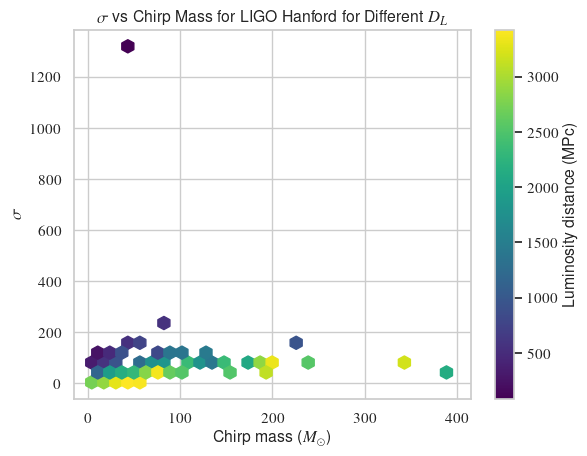 σ vs Chirp Mass for LIGO Hanford for Different D_L
1200
1000
800
600
400
200
0
σ
0 100 200 300 400
Chirp mass (M_⊙)
3000
2500
2000
1500
1000
500
Luminosity distance (MPc)